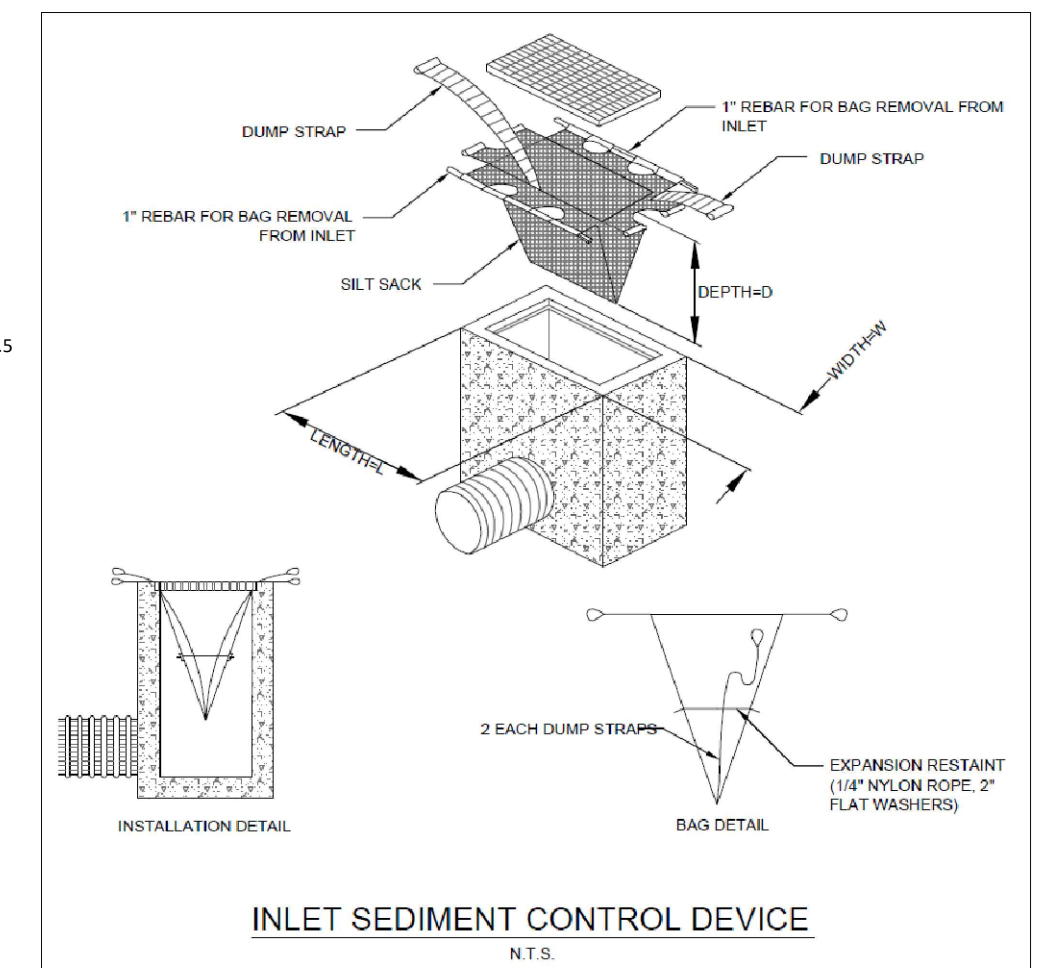 DUMP STRAP
1" REBAR FOR BAG REMOVAL FROM
INLET
DUMP STRAP
1" REBAR FOR BAG REMOVAL
FROM INLET
SILT SACK
DEPTH=D
.5
WIDTH=W
LENGTH=L
2 EACH DUMP STRAPS
EXPANSION RESTAINT
(1/4" NYLON ROPE, 2"
FLAT WASHERS)
INSTALLATION DETAIL
BAG DETAIL
INLET SEDIMENT CONTROL DEVICE
N.T.S.